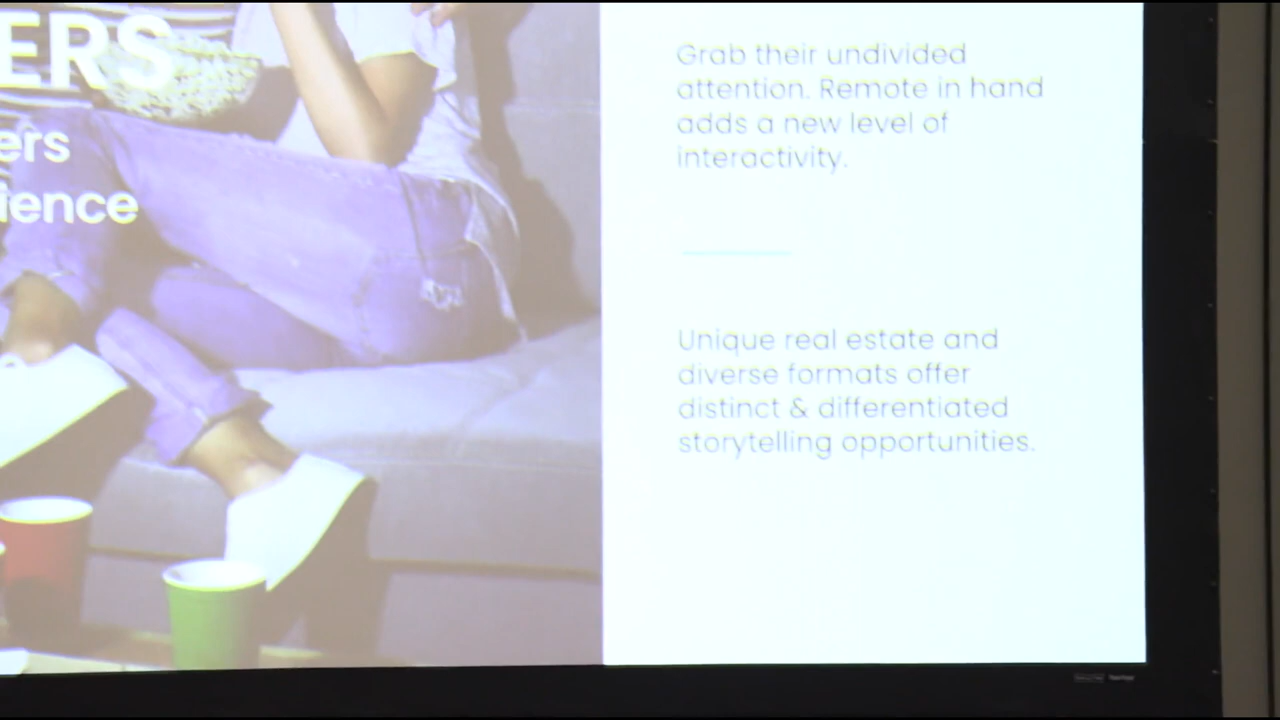 ERS
ers
ience
Grab their undivided
attention. Remote in hand
adds a new level of
interactivity.
Unique real estate and
diverse formats offer
distinct & differentiated
storytelling opportunities.